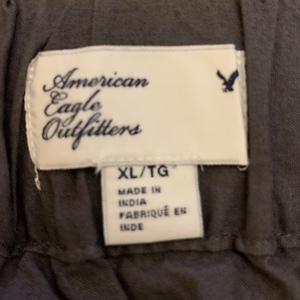 American
Eagle
Outfitters
XL/TG
MADE IN
INDIA
FABRIQUÉ EN
INDE